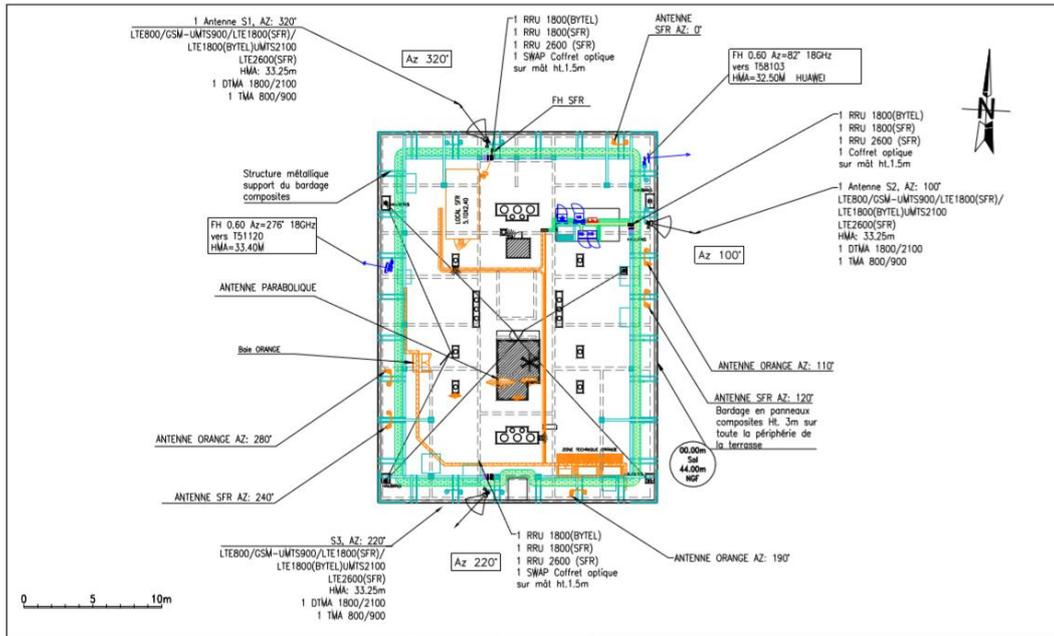 1 Antenne S1, AZ: 320°
LTE800/GSM-UMTS900/LTE1800(SFR)/
LTE1800(BYTEL)UMTS2100
LTE2600(SFR)
HMA: 33.25m
1 DTMA 1800/2100
1 TMA 800/900
Az 320°
1 RRU 1800(BYTEL)
1 RRU 1800(SFR)
1 RRU 2600 (SFR)
1 SWAP Coffret optique
sur mât ht.1.5m
FH SFR
ANTENNE
SFR AZ: 0°
FH 0.60 Az=82° 18GHz
vers T58103
HMA=32.50M HUAWEI
N
1 RRU 1800(BYTEL)
1 RRU 1800(SFR)
1 RRU 2600 (SFR)
1 Coffret optique
sur mât ht.1.5m
1 Antenne S2, AZ: 100°
LTE800/GSM-UMTS900/LTE1800(SFR)/
LTE1800(BYTEL)UMTS2100
LTE2600(SFR)
HMA: 33.25m
1 DTMA 1800/2100
1 TMA 800/900
Az 100°
Structure métallique
support du bardage
composites
LOCAL SFR
5.10X2.40
FH 0.60 Az=276° 18GHz
vers T51120
HMA=33.40M
ANTENNE PARABOLIQUE
Baie ORANGE
ANTENNE ORANGE AZ: 280°
ANTENNE SFR AZ: 240°
ANTENNE ORANGE AZ: 110°
ANTENNE SFR AZ: 120°
Bardage en panneaux
composites Ht. 3m sur
toute la périphérie de
la terrasse
00.00m
Sol
44.00m
NGF
ZONE TECHNIQUE ORANGE
S3, AZ: 220°
LTE800/GSM-UMTS900/LTE1800(SFR)/
LTE1800(BYTEL)UMTS2100
LTE2600(SFR)
HMA: 33.25m
1 DTMA 1800/2100
1 TMA 800/900
Az 220°
1 RRU 1800(BYTEL)
1 RRU 1800(SFR)
1 RRU 2600 (SFR)
1 SWAP Coffret optique
sur mât ht.1.5m
ANTENNE ORANGE AZ: 190°
0 5 10m